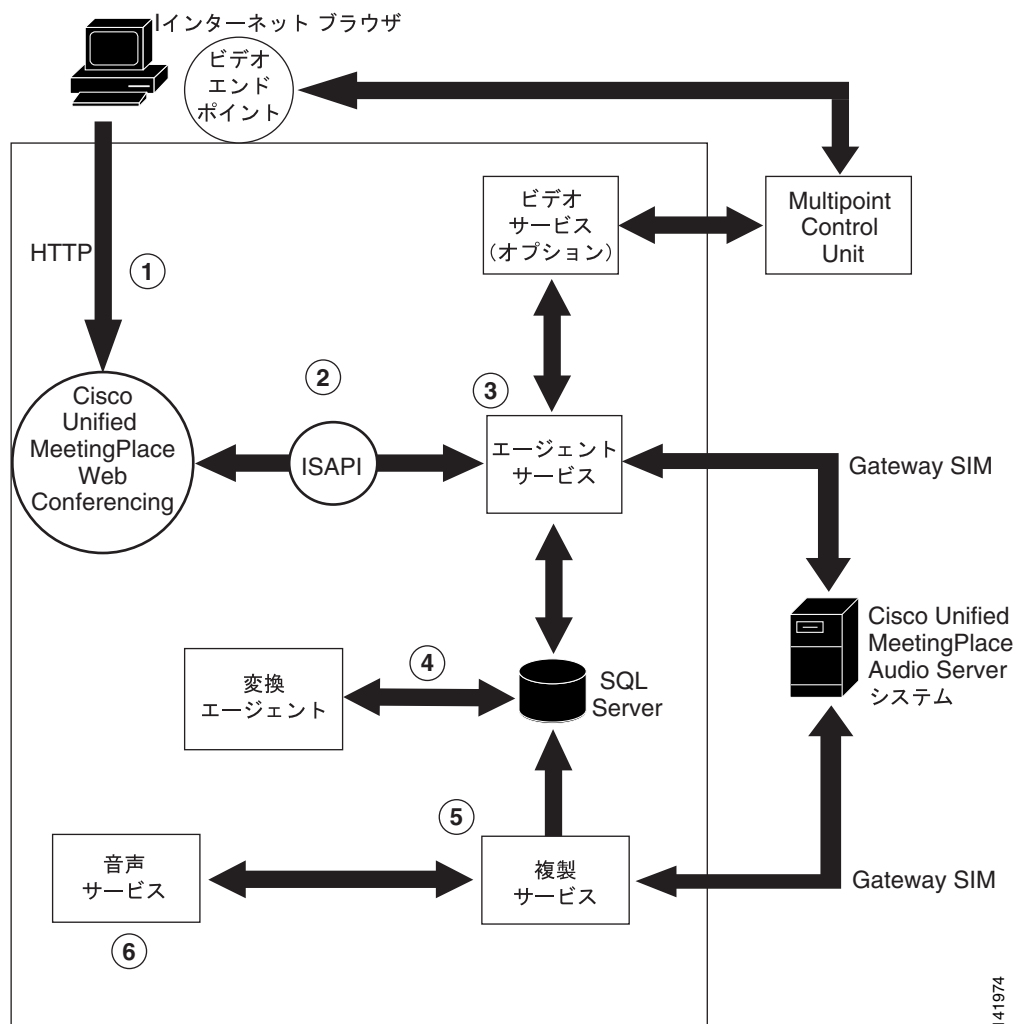 Iインターネット ブラウザ
ビデオ
エンド
ポイント
HTTP
1
ビデオ
サービス
(オプション)
Multipoint
Control
Unit
2
3
Cisco
Unified
MeetingPlace
Web
Conferencing
ISAPI
エージェント
サービス
Gateway SIM
Cisco Unified
MeetingPlace
Audio Server
システム
4
変換
エージェント
SQL
Server
5
音声
サービス
複製
サービス
Gateway SIM
6
141974